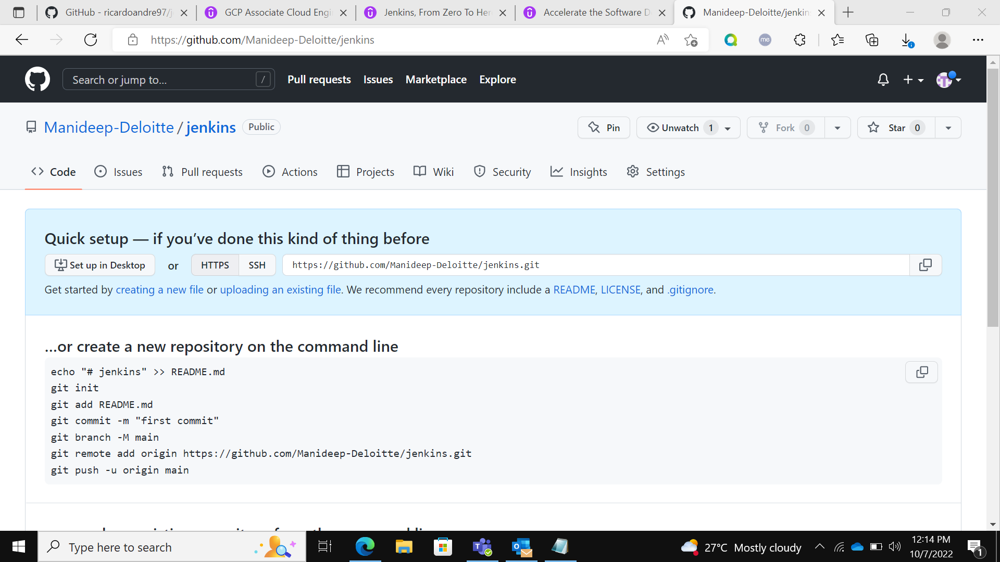 GitHub - ricardoandre97/j
GCP Associate Cloud Engi
Jenkins, From Zero To Her
Accelerate the Software D
Manideep-Deloitte/jenkin
https://github.com/Manideep-Deloitte/jenkins
Search or jump to... /
Pull requests Issues Marketplace Explore
Manideep-Deloitte / jenkins Public
Pin Unwatch 1 Fork 0 Star 0
Code Issues Pull requests Actions Projects Wiki Security Insights Settings
Quick setup — if you’ve done this kind of thing before
Set up in Desktop or HTTPS SSH https://github.com/Manideep-Deloitte/jenkins.git
Get started by creating a new file or uploading an existing file. We recommend every repository include a README, LICENSE, and .gitignore.
…or create a new repository on the command line
echo "# jenkins" >> README.md
git init
git add README.md
git commit -m "first commit"
git branch -M main
git remote add origin https://github.com/Manideep-Deloitte/jenkins.git
git push -u origin main
Type here to search
27°C Mostly cloudy
12:14 PM
10/7/2022
1